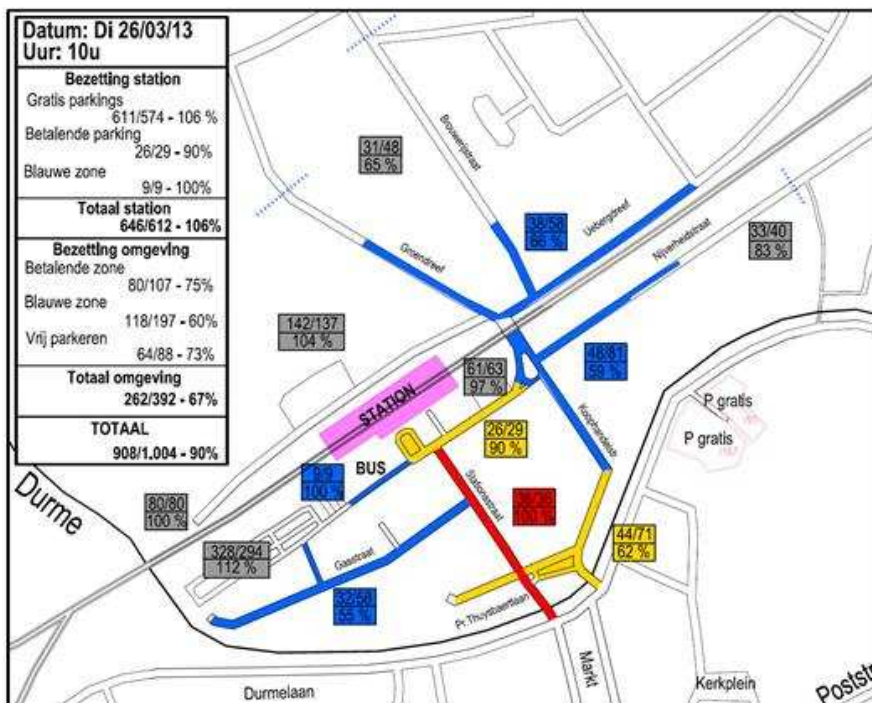 Datum: Di 26/03/13
Uur: 10u
Bezetting station
Gratis parkings
611/574 - 106 %
Betalende parking
26/29 - 90%
Blauwe zone
9/9 - 100%
Totaal station
646/612 - 106%
Bezetting omgeving
Betalende zone
80/107 - 75%
Blauwe zone
118/197 - 60%
Vrij parkeren
64/88 - 73%
Totaal omgeving
262/392 - 67%
TOTAAL
908/1.004 - 90%
31/48
65 %
Brouwerijstraat
38/58
66 %
Uebergdreef
Groendreef
Nijverheidstraat
33/40
83 %
142/137
104 %
61/63
97 %
48/81
59 %
STATION
Koophandelstr
P gratis
P gratis
26/29
90 %
BUS
9/9
100 %
Stationsstraat
36/36
100 %
Durme
80/80
100 %
328/294
112 %
Gasstraat
44/71
62 %
32/58
55 %
Pr.Thuysbaertlaan
Markt
Durmelaan
Kerkplein
Poststr